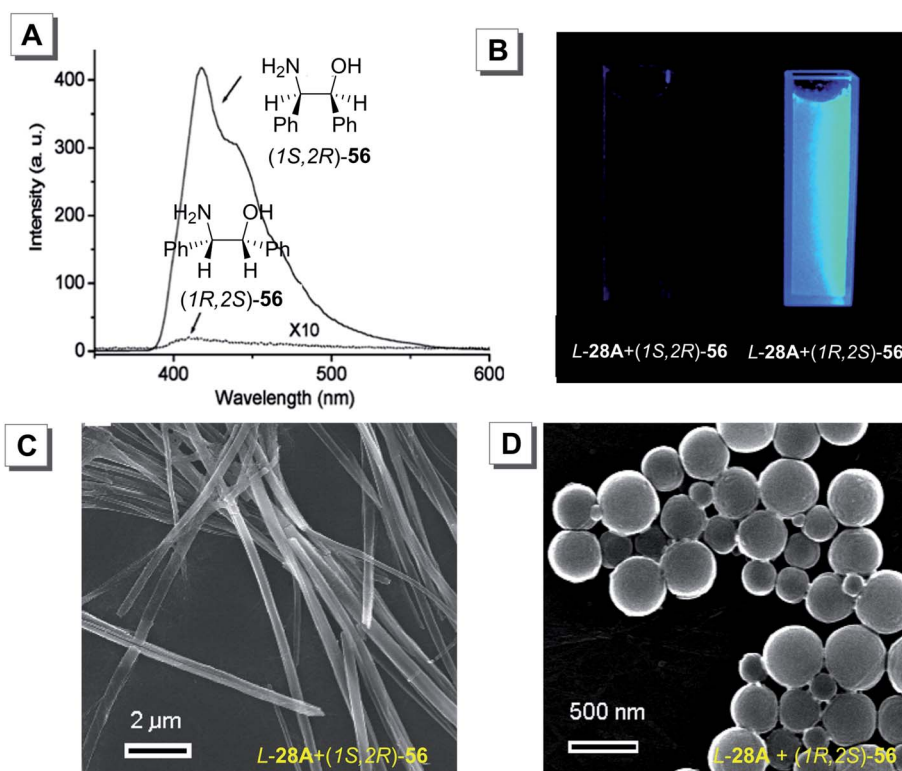 A
400
300
200
100
0
Intensity (a. u.)
H₂N OH
H H
Ph Ph
(1S,2R)-56
H₂N OH
Ph Ph
H H
(1R,2S)-56
X10
400 500 600
Wavelength (nm)
B
L-28A+(1S,2R)-56 L-28A+(1R,2S)-56
C
2 µm
L-28A+(1S,2R)-56
D
500 nm
L-28A + (1R,2S)-56